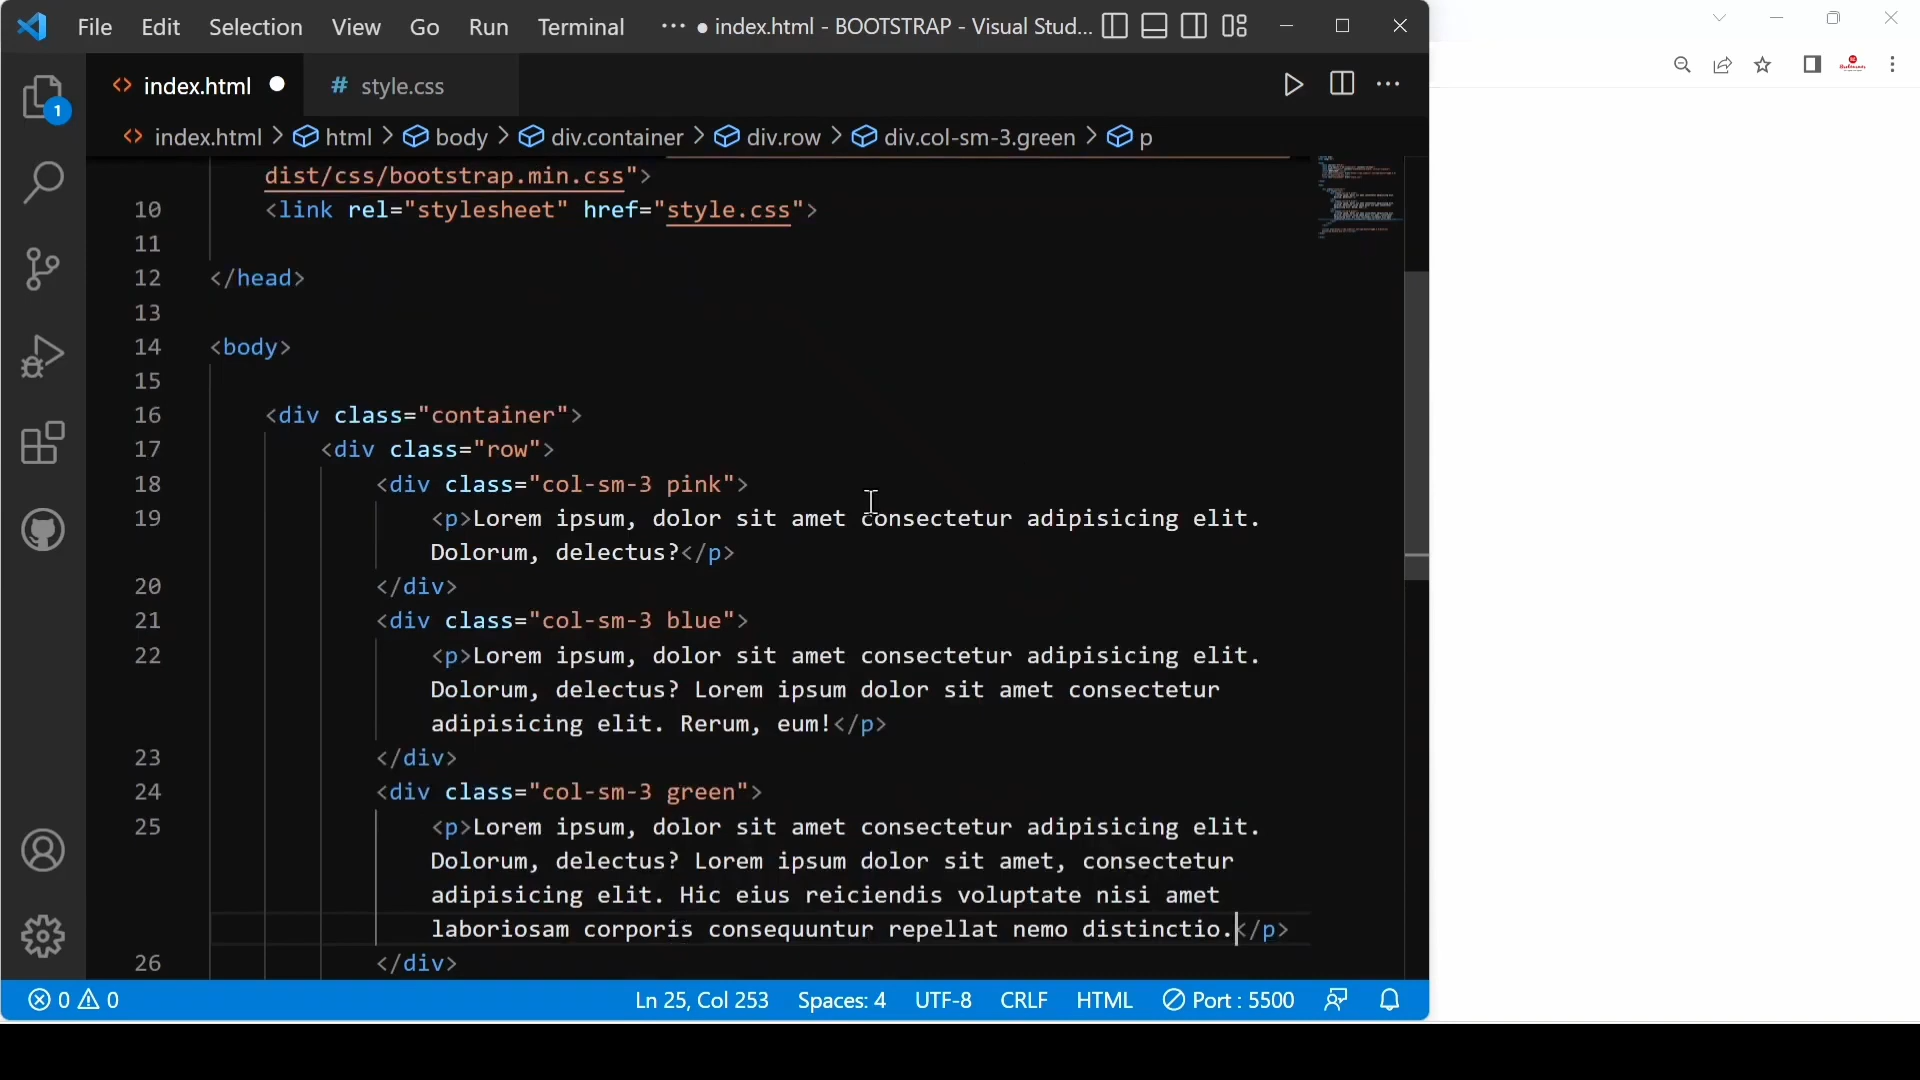 File Edit Selection View Go Run Terminal ··· ● index.html - BOOTSTRAP - Visual Stud...
1
<> index.html ● # style.css
<> index.html > html > body > div.container > div.row > div.col-sm-3.green > p
dist/css/bootstrap.min.css">
10 <link rel="stylesheet" href="style.css">
11
12 </head>
13
14 <body>
15
16 <div class="container">
17 <div class="row">
18 <div class="col-sm-3 pink">
19 <p>Lorem ipsum, dolor sit amet consectetur adipisicing elit.
Dolorum, delectus?</p>
20 </div>
21 <div class="col-sm-3 blue">
22 <p>Lorem ipsum, dolor sit amet consectetur adipisicing elit.
Dolorum, delectus? Lorem ipsum dolor sit amet consectetur
adipisicing elit. Rerum, eum!</p>
23 </div>
24 <div class="col-sm-3 green">
25 <p>Lorem ipsum, dolor sit amet consectetur adipisicing elit.
Dolorum, delectus? Lorem ipsum dolor sit amet, consectetur
adipisicing elit. Hic eius reiciendis voluptate nisi amet
laboriosam corporis consequuntur repellat nemo distinctio.</p>
26 </div>
0 0 Ln 25, Col 253 Spaces: 4 UTF-8 CRLF HTML Port : 5500